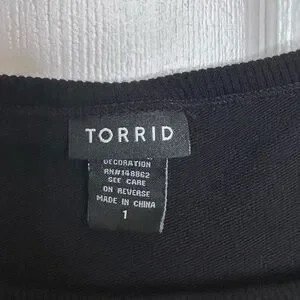 TORRID
DECORATION
RN#148862
SEE CARE
ON REVERSE
MADE IN CHINA
1